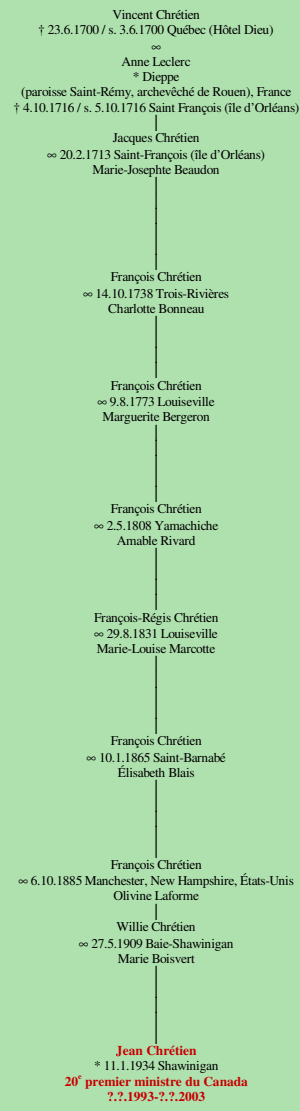 Vincent Chrétien
† 23.6.1700 / s. 3.6.1700 Québec (Hôtel Dieu)
∞
Anne Leclerc
* Dieppe
(paroisse Saint-Rémy, archevêché de Rouen), France
† 4.10.1716 / s. 5.10.1716 Saint François (île d'Orléans)
Jacques Chrétien
∞ 20.2.1713 Saint-François (île d'Orléans)
Marie-Josephte Beaudon
François Chrétien
∞ 14.10.1738 Trois-Rivières
Charlotte Bonneau
François Chrétien
∞ 9.8.1773 Louiseville
Marguerite Bergeron
François Chrétien
∞ 2.5.1808 Yamachiche
Amable Rivard
François-Régis Chrétien
∞ 29.8.1831 Louiseville
Marie-Louise Marcotte
François Chrétien
∞ 10.1.1865 Saint-Barnabé
Élisabeth Blais
François Chrétien
∞ 6.10.1885 Manchester, New Hampshire, États-Unis
Olivine Laforme
Willie Chrétien
∞ 27.5.1909 Baie-Shawinigan
Marie Boisvert
Jean Chrétien
* 11.1.1934 Shawinigan
20e premier ministre du Canada
?.?.1993-?.?.2003